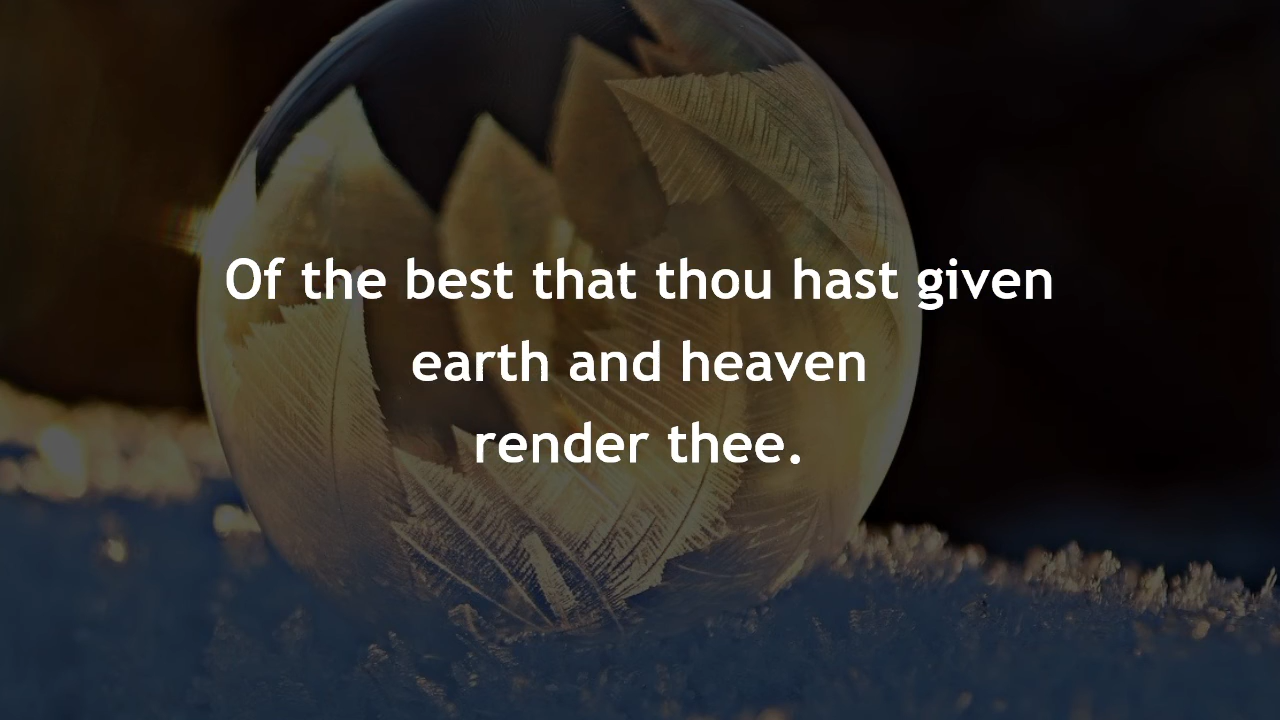 Of the best that thou hast given
earth and heaven
render thee.